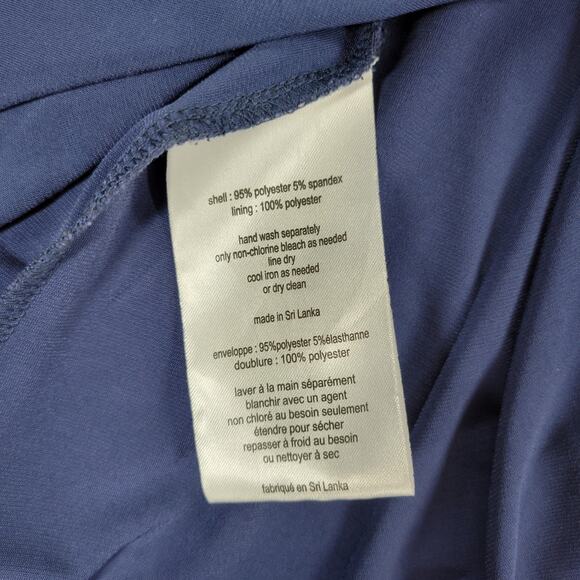 shell : 95% polyester 5% spandex
lining : 100% polyester
hand wash separately
only non-chlorine bleach as needed
line dry
cool iron as needed
or dry clean
made in Sri Lanka
enveloppe : 95%polyester 5%élasthanne
doublure : 100% polyester
laver à la main séparément
blanchir avec un agent
non chloré au besoin seulement
étendre pour sécher
repasser à froid au besoin
ou nettoyer à sec
fabriqué en Sri Lanka